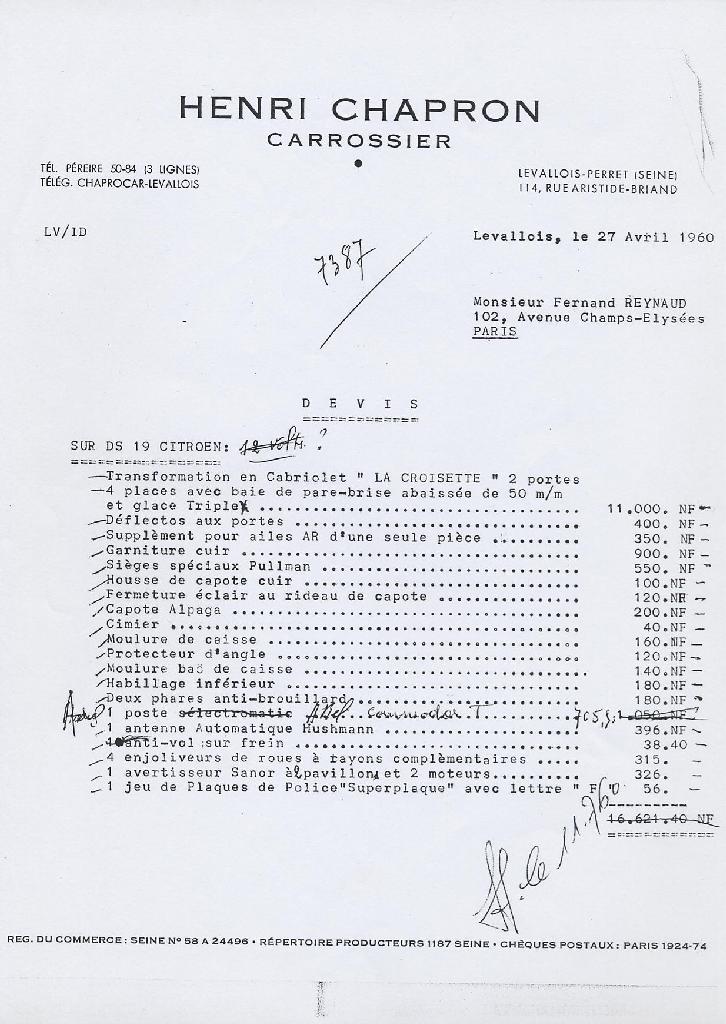 HENRI CHAPRON
CARROSSIER
TÉL. PÉREIRE 50-84 (3 LIGNES)
TÉLÉG. CHAPROCAR-LEVALLOIS
LEVALLOIS-PERRET (SEINE)
114, RUE ARISTIDE-BRIAND
LV/ID
Levallois, le 27 Avril 1960
7387
Monsieur Fernand REYNAUD
102, Avenue Champs-Elysées
PARIS
D E V I S
SUR DS 19 CITROEN: 12 volts ?
Transformation en Cabriolet " LA CROISETTE " 2 portes
4 places avec baie de pare-brise abaissée de 50 m/m
et glace Triplex .................................. 11.000. NF
Déflectos aux portes .............................. 400. NF
Supplément pour ailes AR d'une seule pièce ......... 350. NF
Garniture cuir .................................... 900. NF
Sièges spéciaux Pullman ........................... 550. NF
Housse de capote cuir ............................. 100.NF
Fermeture éclair au rideau de capote .............. 120.NF
Capote Alpaga ..................................... 200.NF
Cimier ............................................ 40.NF
Moulure de caisse ................................. 160.NF
Protecteur d'angle ................................ 120.NF
Moulure bas de caisse ............................. 140.NF
Habillage inférieur ............................... 180.NF
Deux phares anti-brouillard........................ 180.NF
1 poste sélectromatic Commodor T. 1.050.NF
1 antenne Automatique Hushmann .................... 396.NF
anti-vol sur frein ................................ 38.40
4 enjoliveurs de roues à rayons complèmentaires ..... 315.
1 avertisseur Sanor à pavillon et 2 moteurs.......... 326.
1 jeu de Plaques de Police"Superplaque" avec lettre " F " 56.
16.621.40 NF
REG. DU COMMERCE: SEINE N° 58 A 24496 • RÉPERTOIRE PRODUCTEURS 1187 SEINE • CHÈQUES POSTAUX: PARIS 1924-74